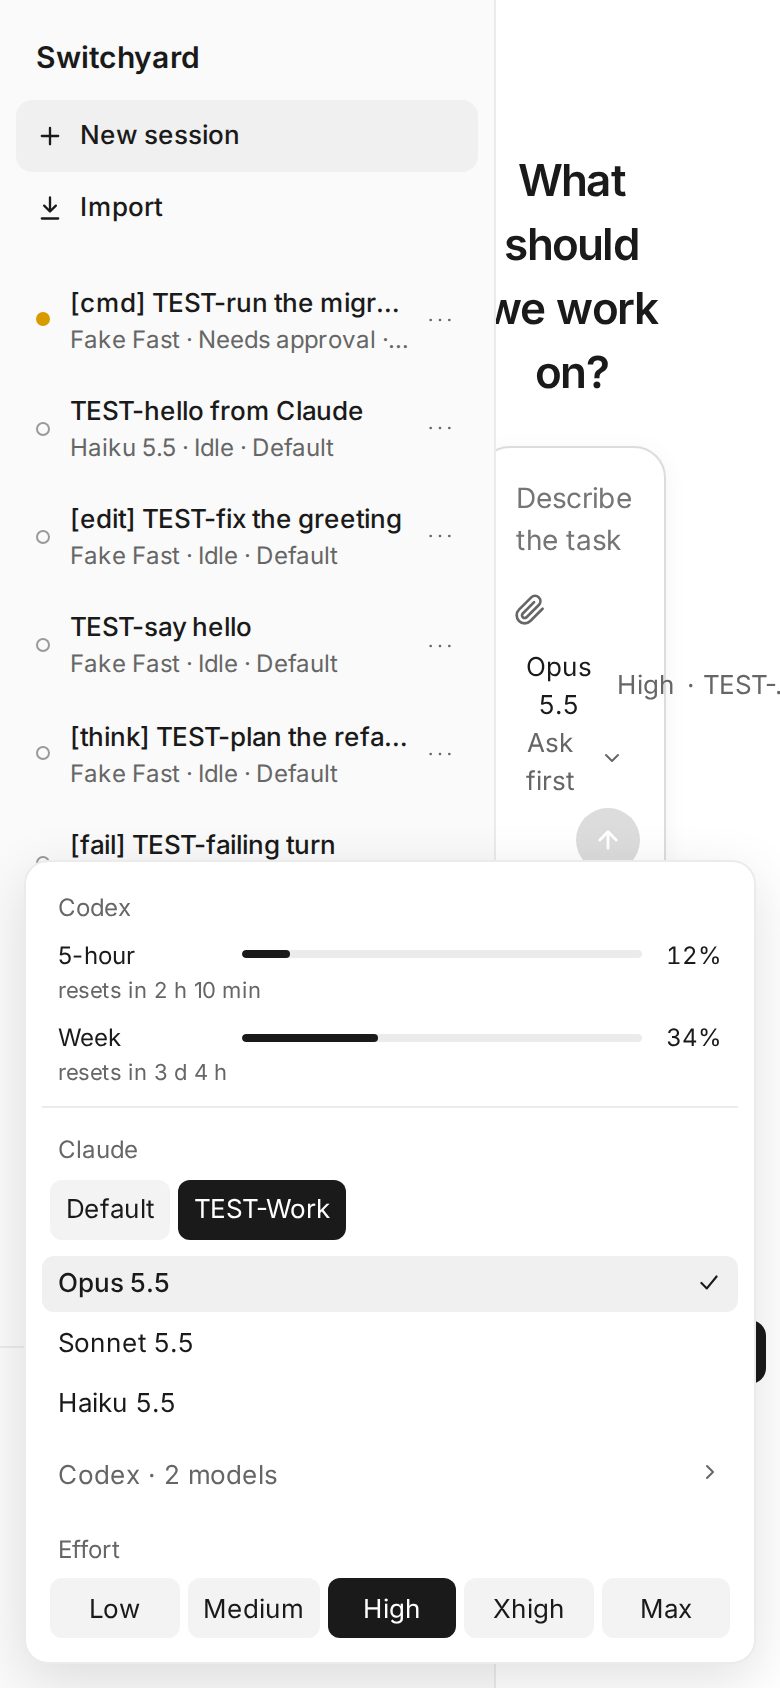 Switchyard
New session
Import
[cmd] TEST-run the migr...
Fake Fast · Needs approval ·...
TEST-hello from Claude
Haiku 5.5 · Idle · Default
[edit] TEST-fix the greeting
Fake Fast · Idle · Default
TEST-say hello
Fake Fast · Idle · Default
[think] TEST-plan the refa...
Fake Fast · Idle · Default
[fail] TEST-failing turn
What
should
we work
on?
Describe
the task
Opus
5.5
High · TEST-.
Ask
first
Codex
5-hour 12%
resets in 2 h 10 min
Week 34%
resets in 3 d 4 h
Claude
Default TEST-Work
Opus 5.5
Sonnet 5.5
Haiku 5.5
Codex · 2 models
Effort
Low Medium High Xhigh Max